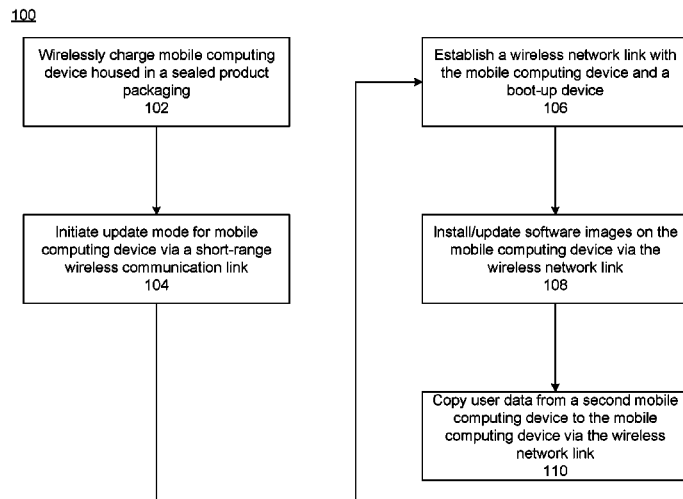 100
Wirelessly charge mobile computing
device housed in a sealed product
packaging
102
Initiate update mode for mobile
computing device via a short-range
wireless communication link
104
Establish a wireless network link with
the mobile computing device and a
boot-up device
106
Install/update software images on the
mobile computing device via the
wireless network link
108
Copy user data from a second mobile
computing device to the mobile
computing device via the wireless
network link
110